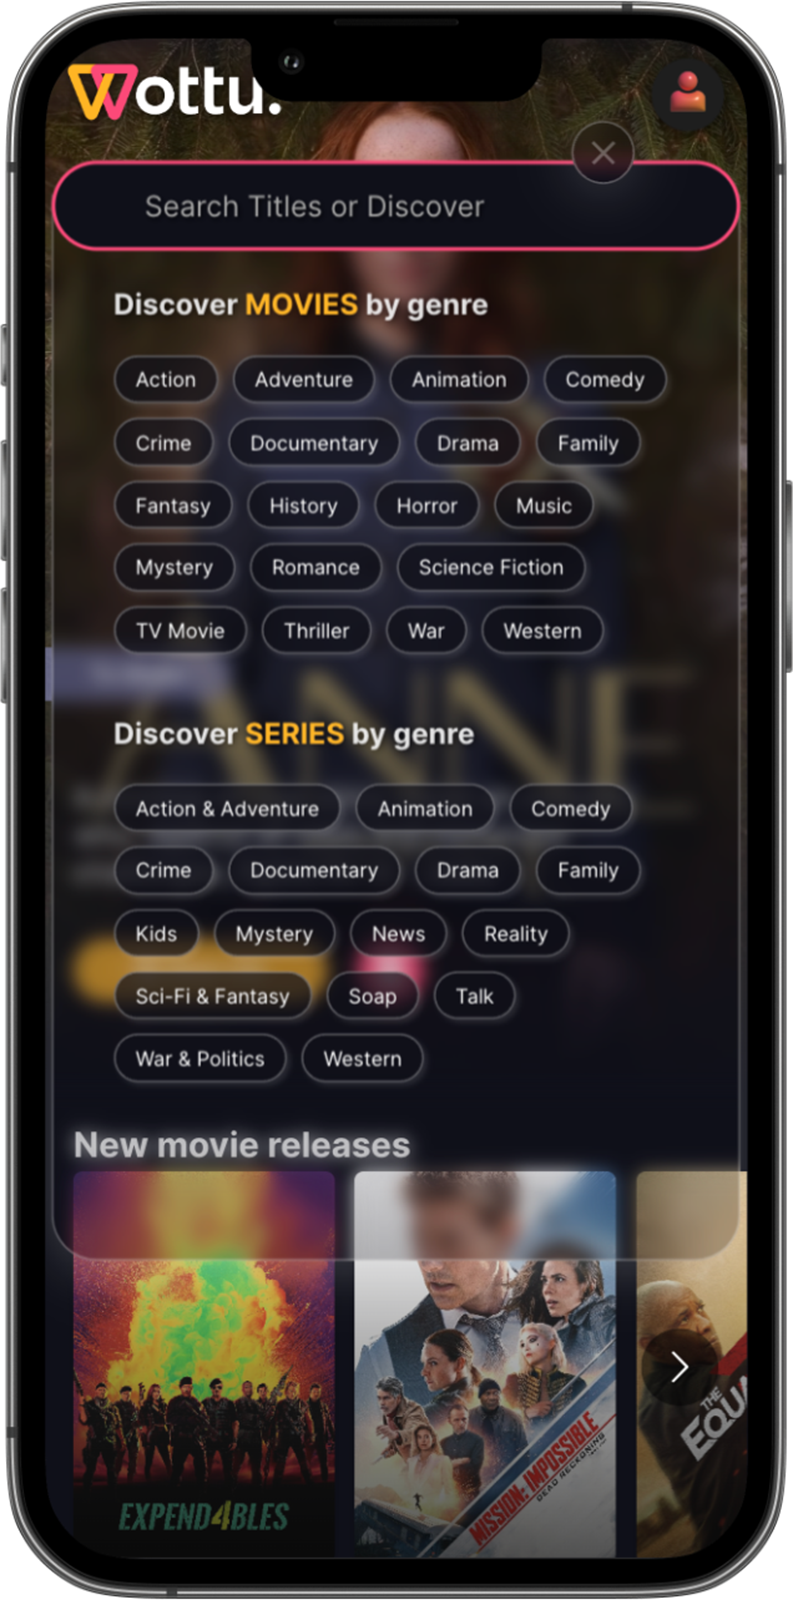 Wottu.
Search Titles or Discover
Discover MOVIES by genre
Action Adventure Animation Comedy
Crime Documentary Drama Family
Fantasy History Horror Music
Mystery Romance Science Fiction
TV Movie Thriller War Western
ANNE
Discover SERIES by genre
Action & Adventure Animation Comedy
Crime Documentary Drama Family
Kids Mystery News Reality
Sci-Fi & Fantasy Soap Talk
War & Politics Western
New movie releases
EXPEND4BLES
MISSION: IMPOSSIBLE
DEAD RECKONING
THE
EQUA